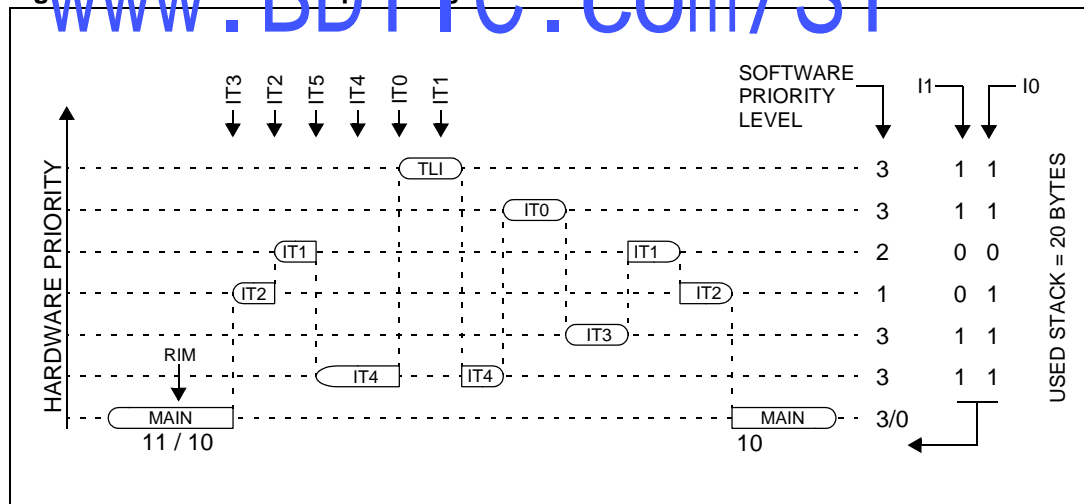 www.BDTIC.com/ST
IT3
IT2
IT5
IT4
IT0
IT1
SOFTWARE
PRIORITY
LEVEL
I1
I0
HARDWARE PRIORITY
USED STACK = 20 BYTES
TLI
3
1 1
IT0
3
1 1
IT1
IT1
2
0 0
IT2
IT2
1
0 1
IT3
3
1 1
RIM
IT4
IT4
3
1 1
MAIN
MAIN
3/0
11 / 10
10